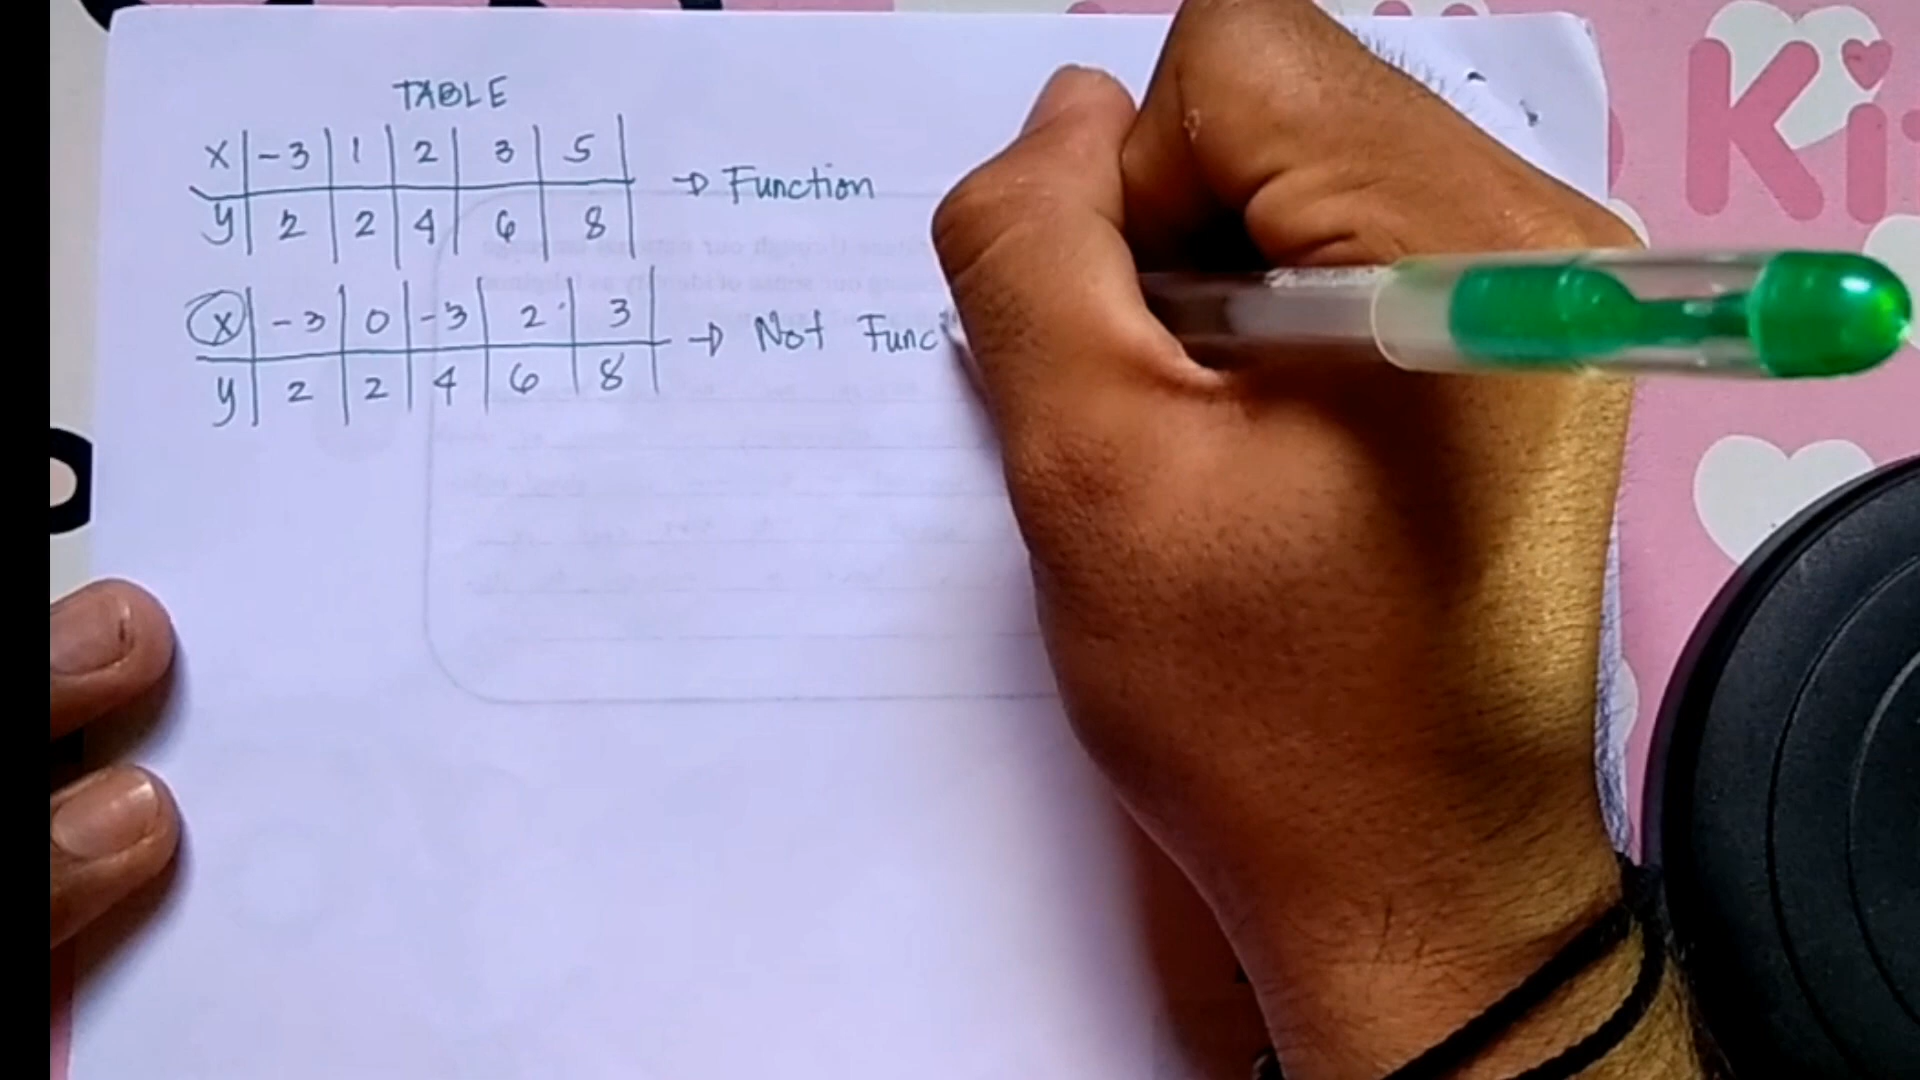 TABLE
X -3 1 2 3 5
y 2 2 4 6 8
→ Function
X -3 0 -3 2 3
y 2 2 4 6 8
→ Not Func
Ki